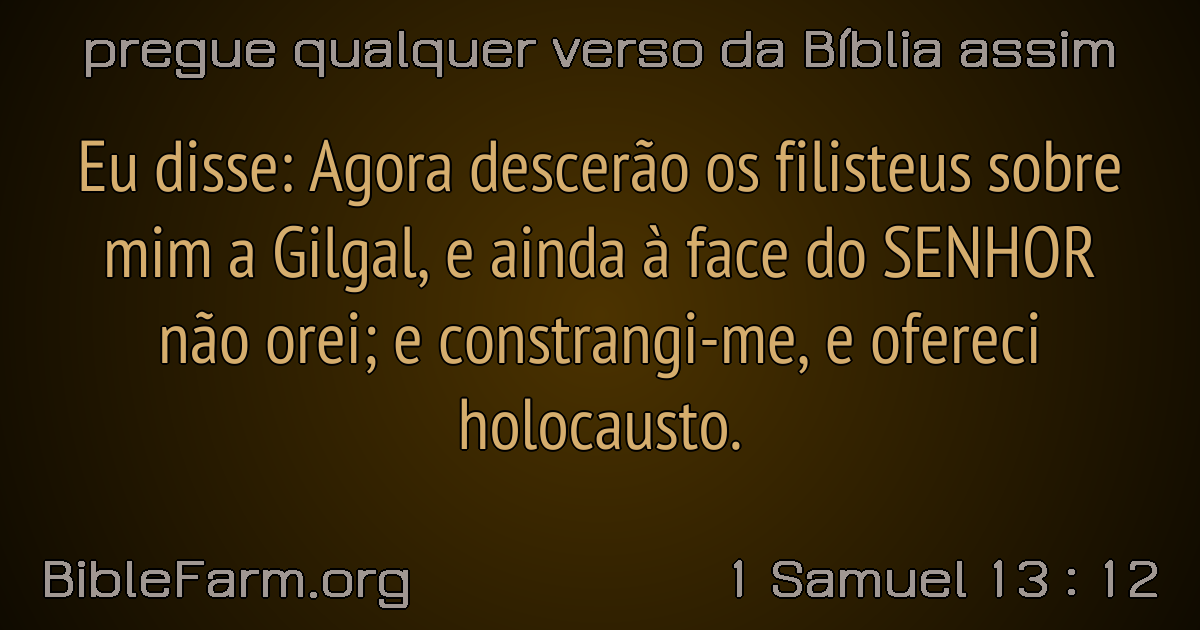 pregue qualquer verso da Bíblia assim
Eu disse: Agora descerão os filisteus sobre
mim a Gilgal, e ainda à face do SENHOR
não orei; e constrangi-me, e ofereci
holocausto.
BibleFarm.org
1 Samuel 13 : 12